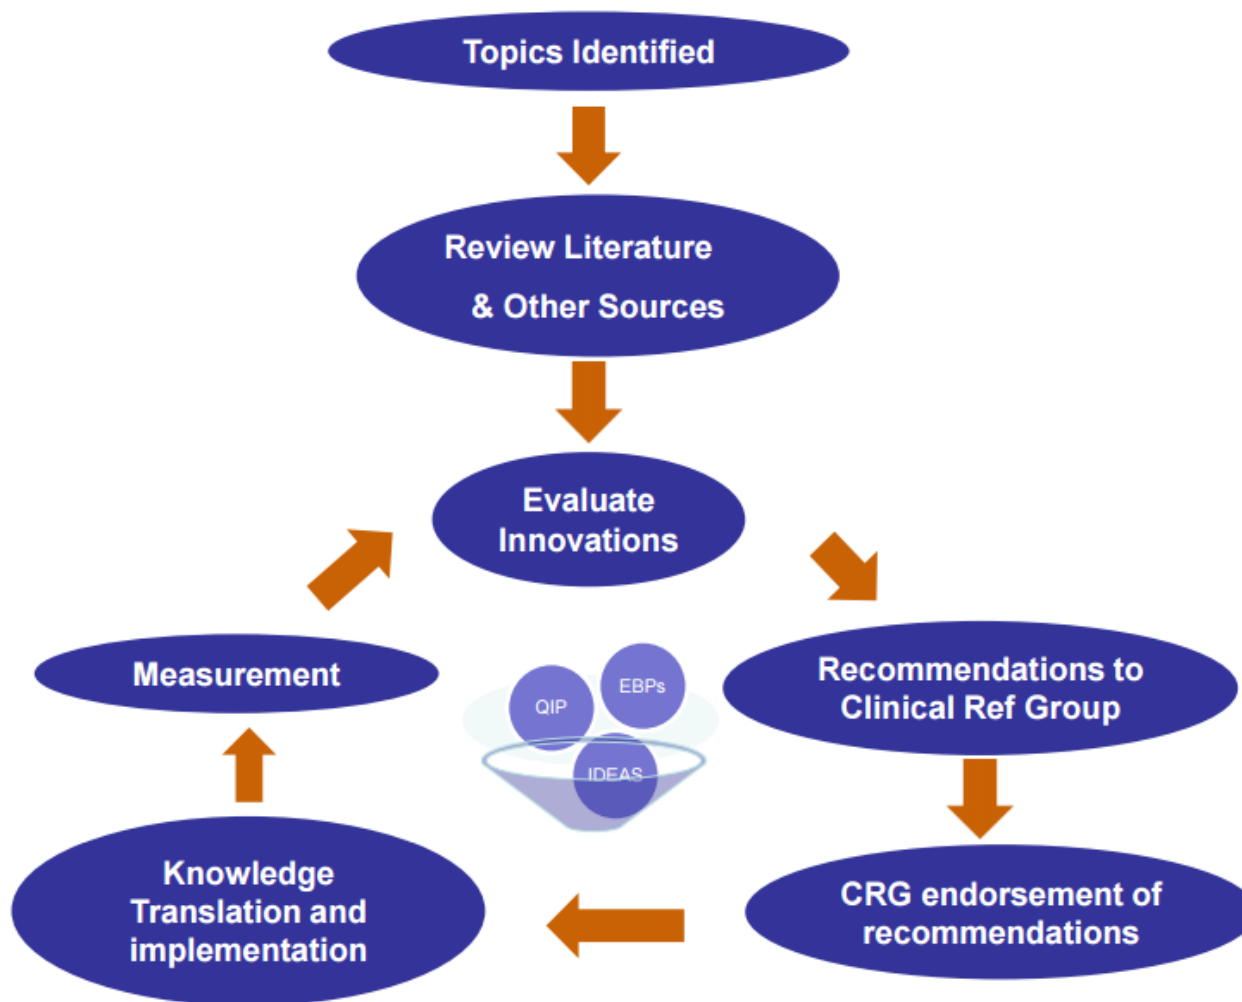 Topics Identified
Review Literature
& Other Sources
Evaluate
Innovations
Measurement
QIP
EBPs
IDEAS
Recommendations to
Clinical Ref Group
Knowledge
Translation and
implementation
CRG endorsement of
recommendations